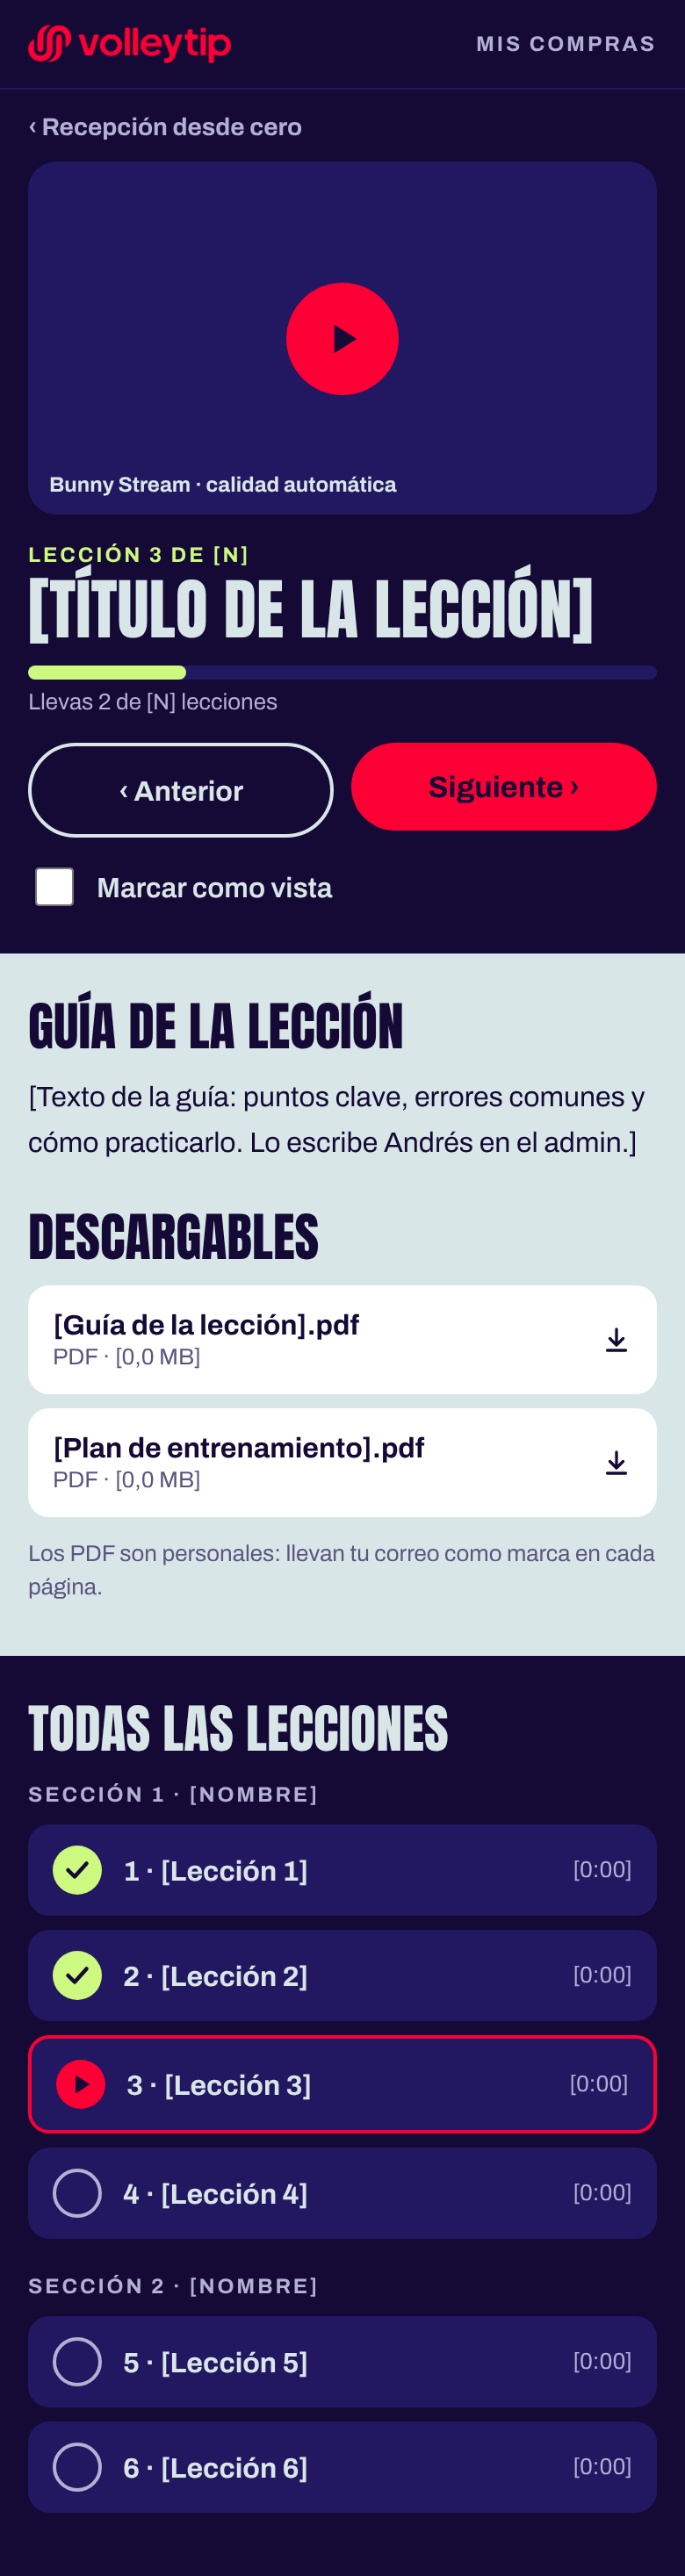 volleytip
MIS COMPRAS
‹ Recepción desde cero
Bunny Stream · calidad automática
LECCIÓN 3 DE [N]
[TÍTULO DE LA LECCIÓN]
Llevas 2 de [N] lecciones
‹ Anterior
Siguiente ›
Marcar como vista
GUÍA DE LA LECCIÓN
[Texto de la guía: puntos clave, errores comunes y
cómo practicarlo. Lo escribe Andrés en el admin.]
DESCARGABLES
[Guía de la lección].pdf
PDF · [0,0 MB]
[Plan de entrenamiento].pdf
PDF · [0,0 MB]
Los PDF son personales: llevan tu correo como marca en cada
página.
TODAS LAS LECCIONES
SECCIÓN 1 · [NOMBRE]
1 · [Lección 1]
[0:00]
2 · [Lección 2]
[0:00]
3 · [Lección 3]
[0:00]
4 · [Lección 4]
[0:00]
SECCIÓN 2 · [NOMBRE]
5 · [Lección 5]
[0:00]
6 · [Lección 6]
[0:00]